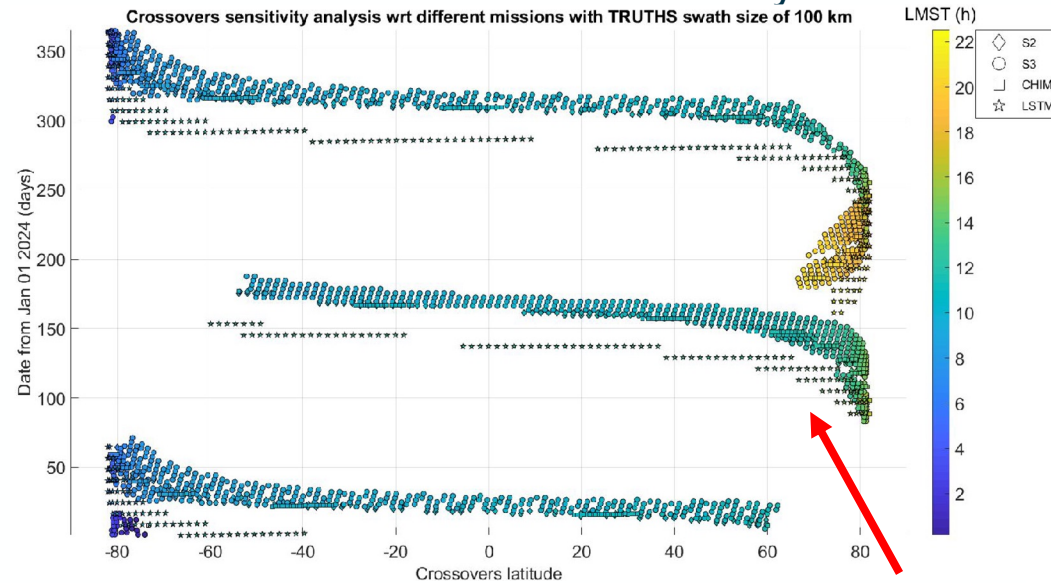 Crossovers sensitivity analysis wrt different missions with TRUTHS swath size of 100 km
LMST (h)
Date from Jan 01 2024 (days)
350
300
250
200
150
100
50
-80 -60 -40 -20 0 20 40 60 80
Crossovers latitude
22
20
18
16
14
12
10
8
6
4
2
S2
S3
CHIM
LSTM